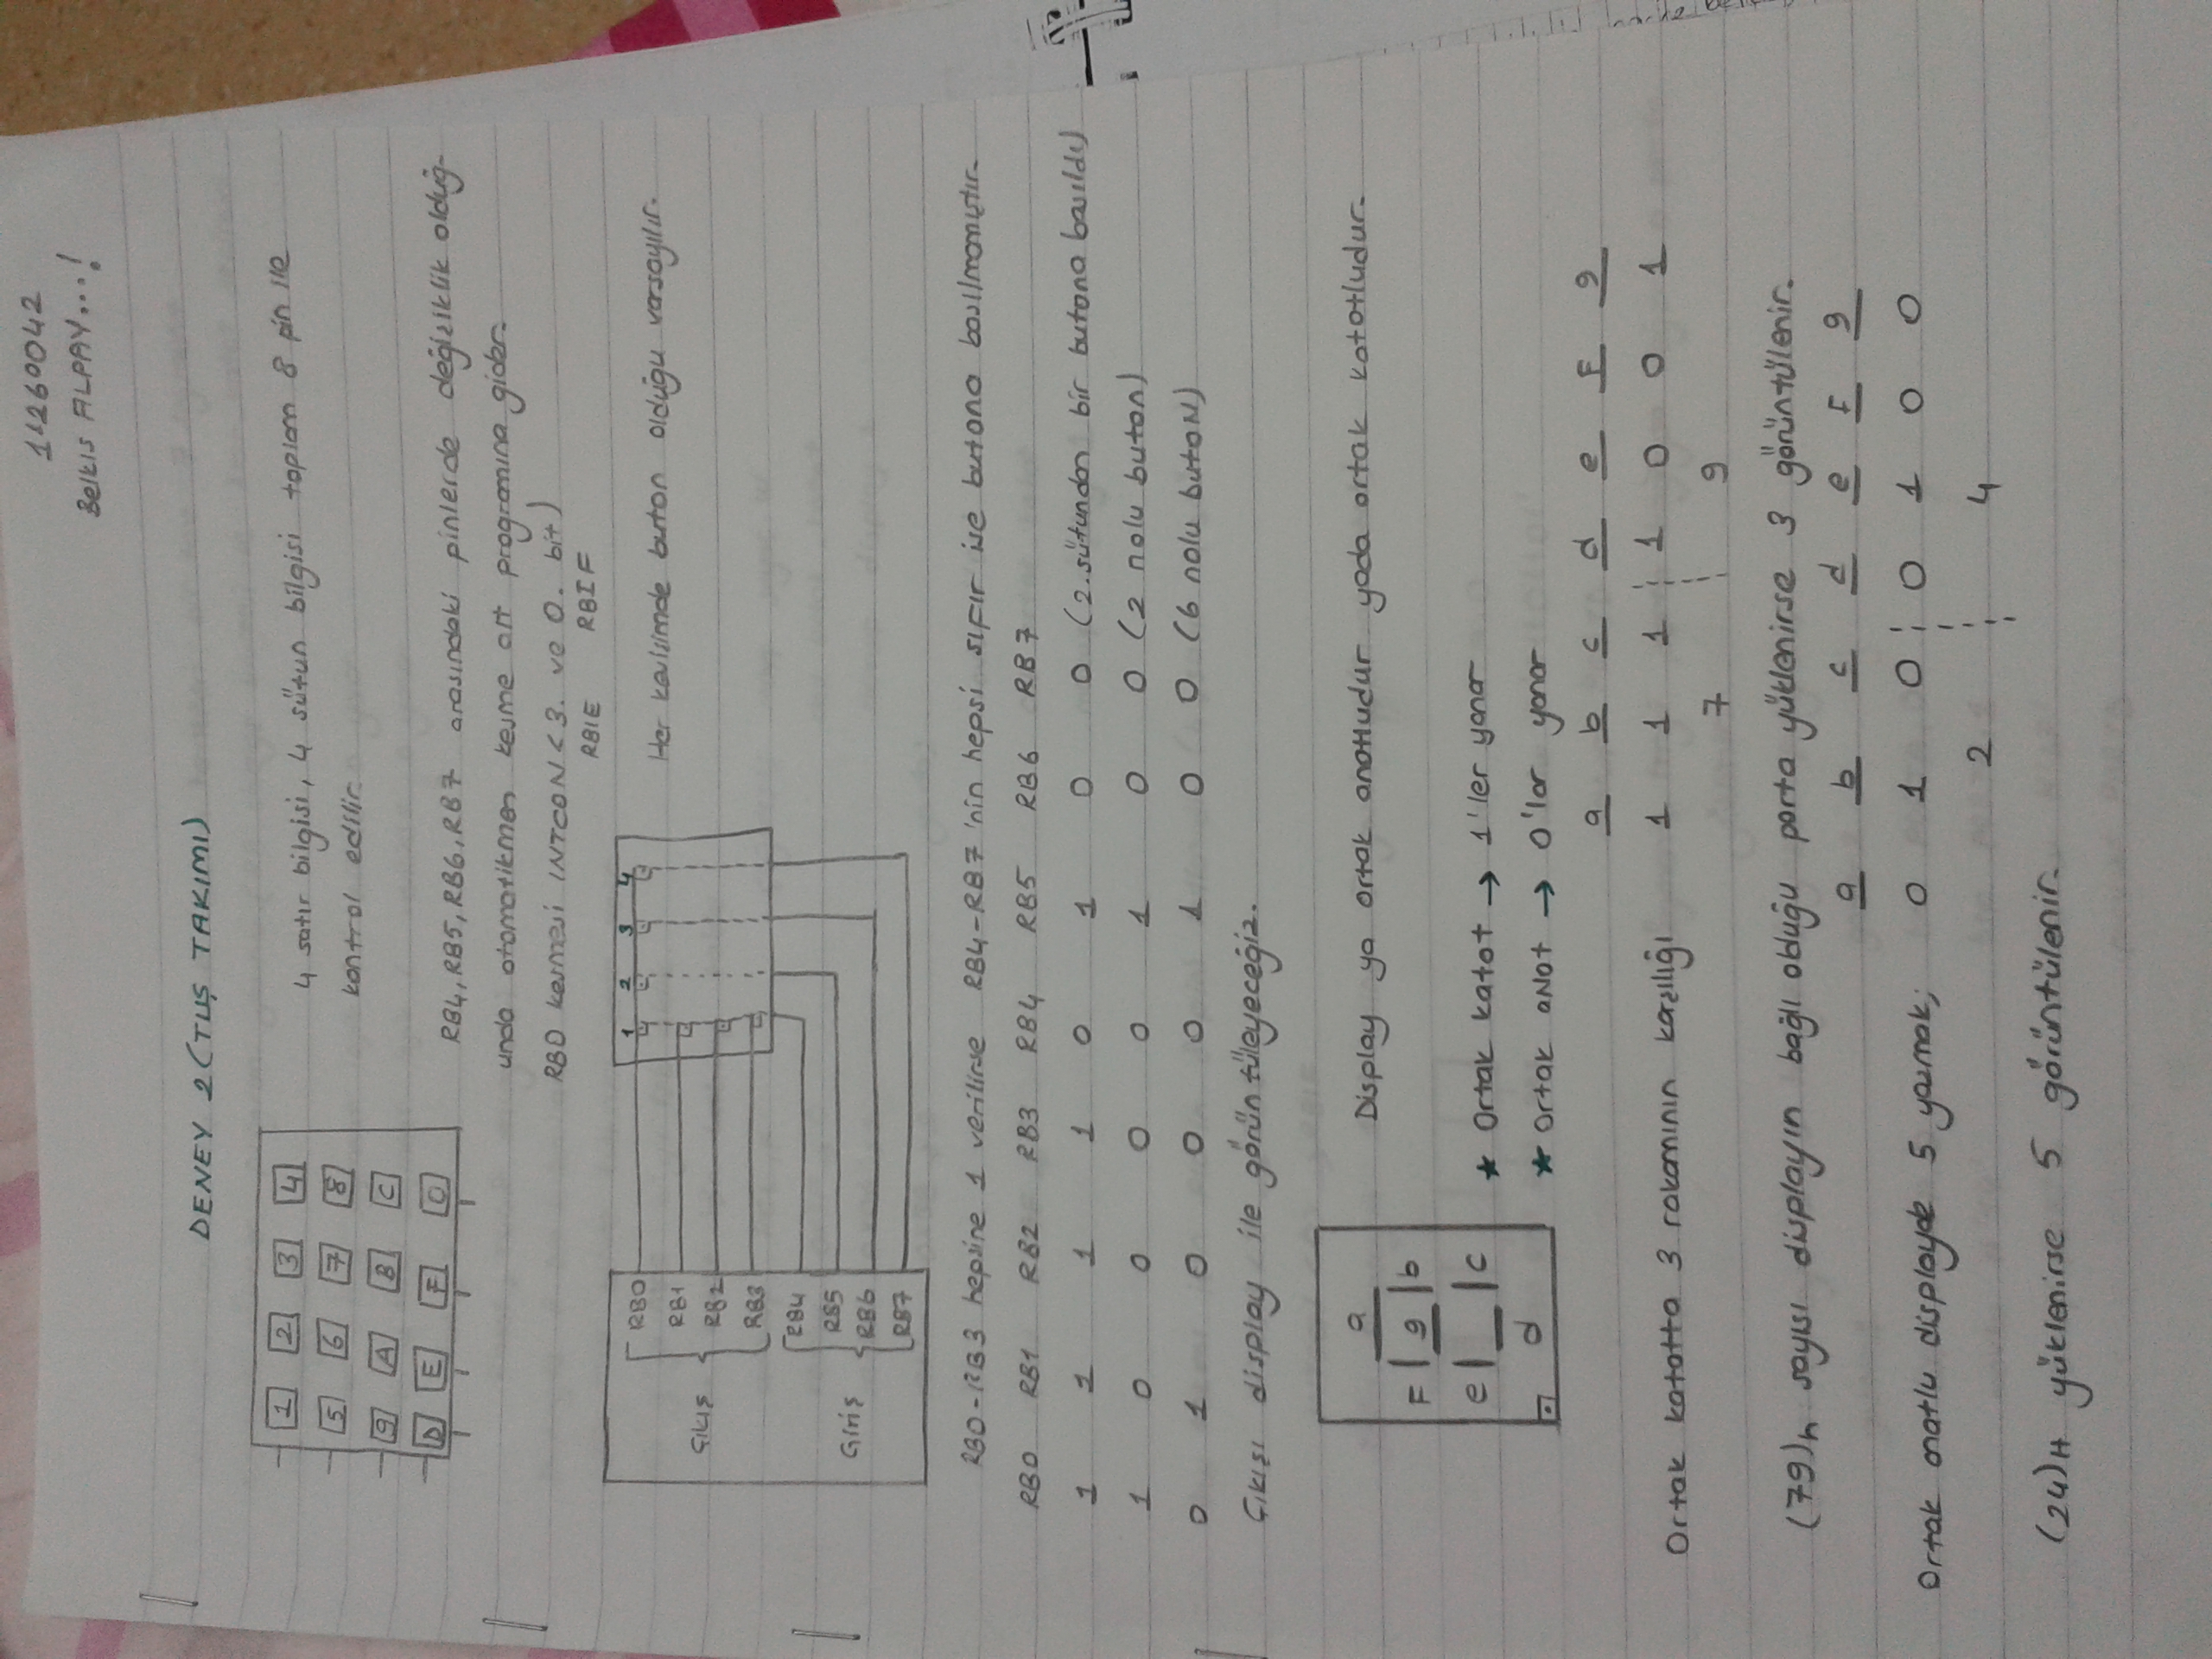 11260042
Belkıs ALPAY...!
DENEY 2 (TUŞ TAKIMI)
1 2 3 4
5 6 7 8
9 A B C
D E F 0
4 satır bilgisi, 4 sütun bilgisi toplam 8 pin ile
kontrol edilir.
RB4, RB5, RB6, RB7 arasındaki pinlerde değişiklik olduğ-
unda otomatikmen kesme alt programına gider.
RB0 kesmesi INTCON < 3. ve 0. bit)
RBIE RBIF
Her kesişimde buton olduğu varsayılır.
Çıkış
RB0
RB1
RB2
RB3
Giriş
RB4
RB5
RB6
RB7
1 2 3 4
RB0-RB3 hepsine 1 verilirse RB4-RB7'nin hepsi sıfır ise butona basılmamıştır.
RB0 RB1 RB2 RB3 RB4 RB5 RB6 RB7
1 1 1 1 0 1 0 0 (2.sütundan bir butona basıldı)
1 0 0 0 0 1 0 0 (2 nolu buton)
0 1 0 0 0 1 0 0 (6 nolu butoN)
Çıkışı display ile görüntüleyeceğiz.
a
F g b
e c
d
Display ya ortak anotludur yada ortak katotludur.
★ Ortak katot → 1'ler yanar
★ Ortak aNot → 0'lar yanar
a b c d e F g
Ortak katotta 3 rakamının karşılığı 1 1 1 1 0 0 1
7 9
(79)h sayısı displayın bağlı olduğu porta yüklenirse 3 görüntülenir.
a b c d e F g
Ortak anotlu displayde 5 yazmak; 0 1 0 0 1 0 0
2 4
(24)H yüklenirse 5 görüntülenir.